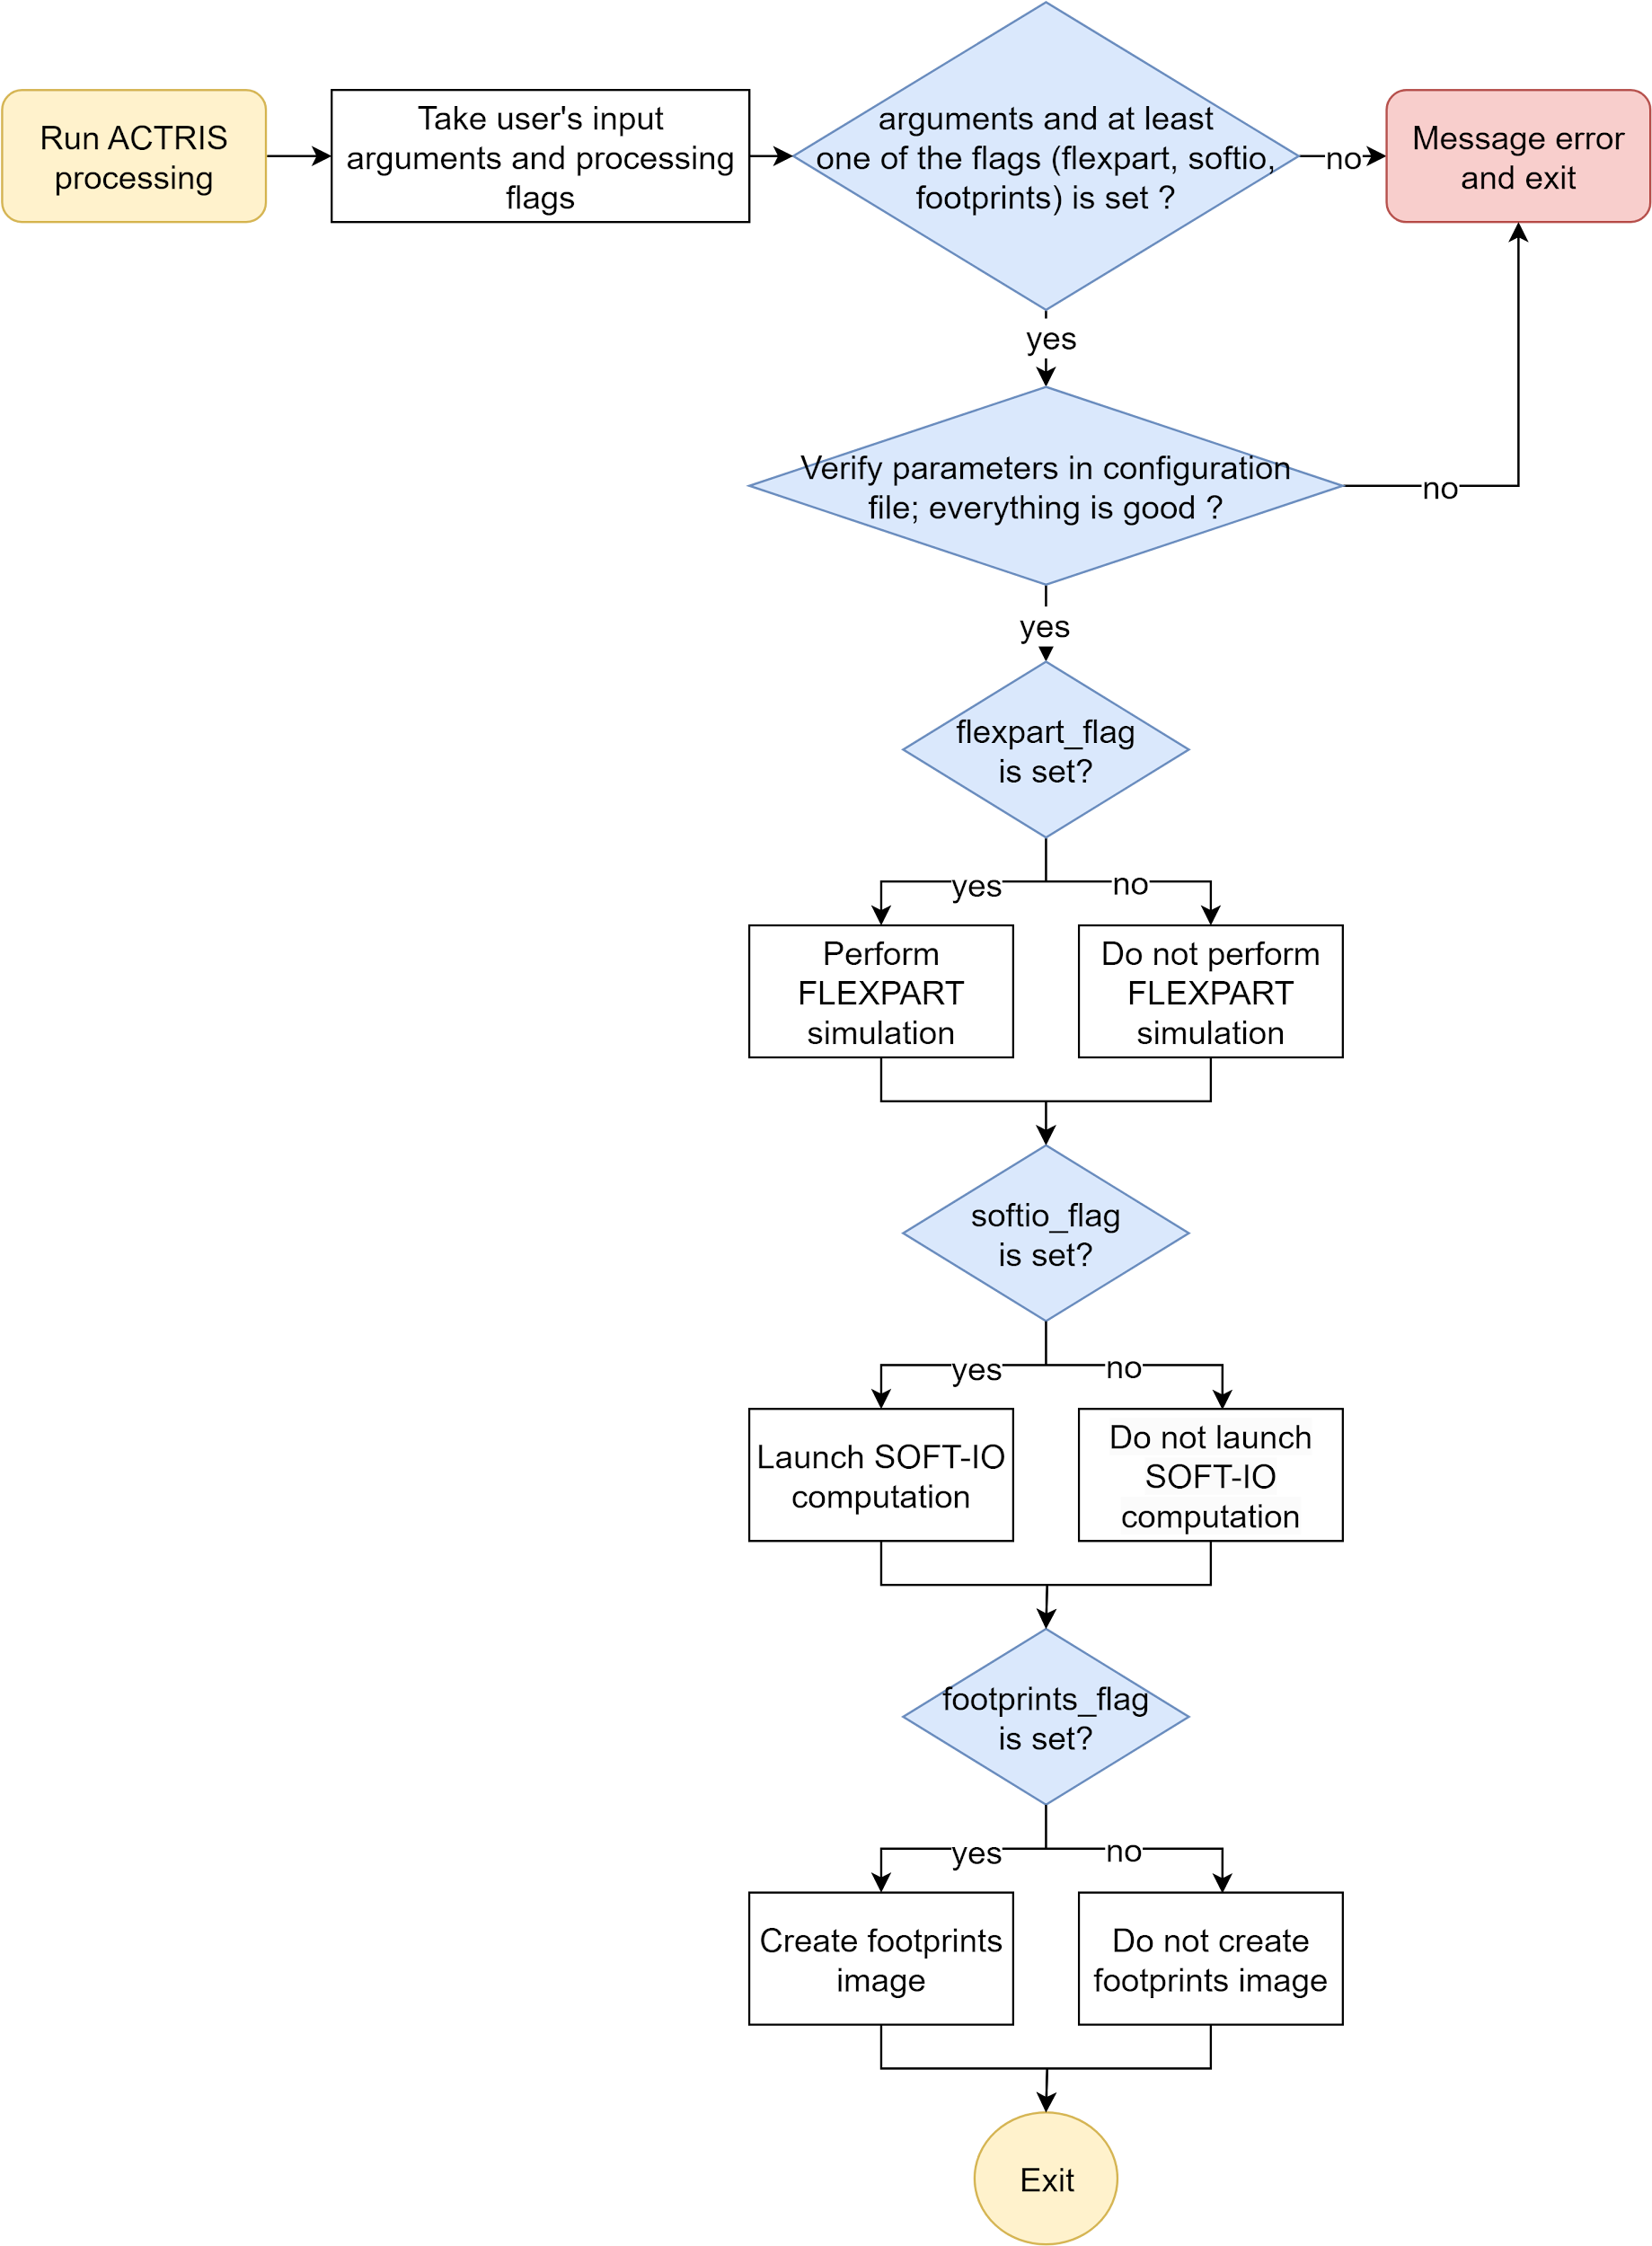 Run ACTRIS
processing
Take user's input
arguments and processing
flags
arguments and at least
one of the flags (flexpart, softio,
footprints) is set ?
no
Message error
and exit
yes
Verify parameters in configuration
file; everything is good ?
no
yes
flexpart_flag
is set?
yes
no
Perform
FLEXPART
simulation
Do not perform
FLEXPART
simulation
softio_flag
is set?
yes
no
Launch SOFT-IO
computation
Do not launch
SOFT-IO
computation
footprints_flag
is set?
yes
no
Create footprints
image
Do not create
footprints image
Exit